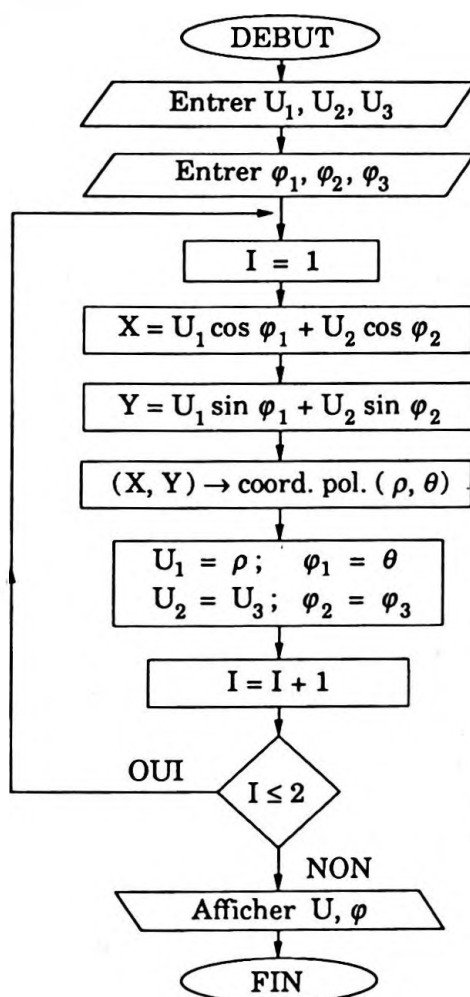 DEBUT
Entrer U₁, U₂, U₃
Entrer φ₁, φ₂, φ₃
I = 1
X = U₁ cos φ₁ + U₂ cos φ₂
Y = U₁ sin φ₁ + U₂ sin φ₂
(X, Y) → coord. pol. (ρ, θ)
U₁ = ρ ; φ₁ = θ
U₂ = U₃; φ₂ = φ₃
I = I + 1
OUI
I ≤ 2
NON
Afficher U, φ
FIN